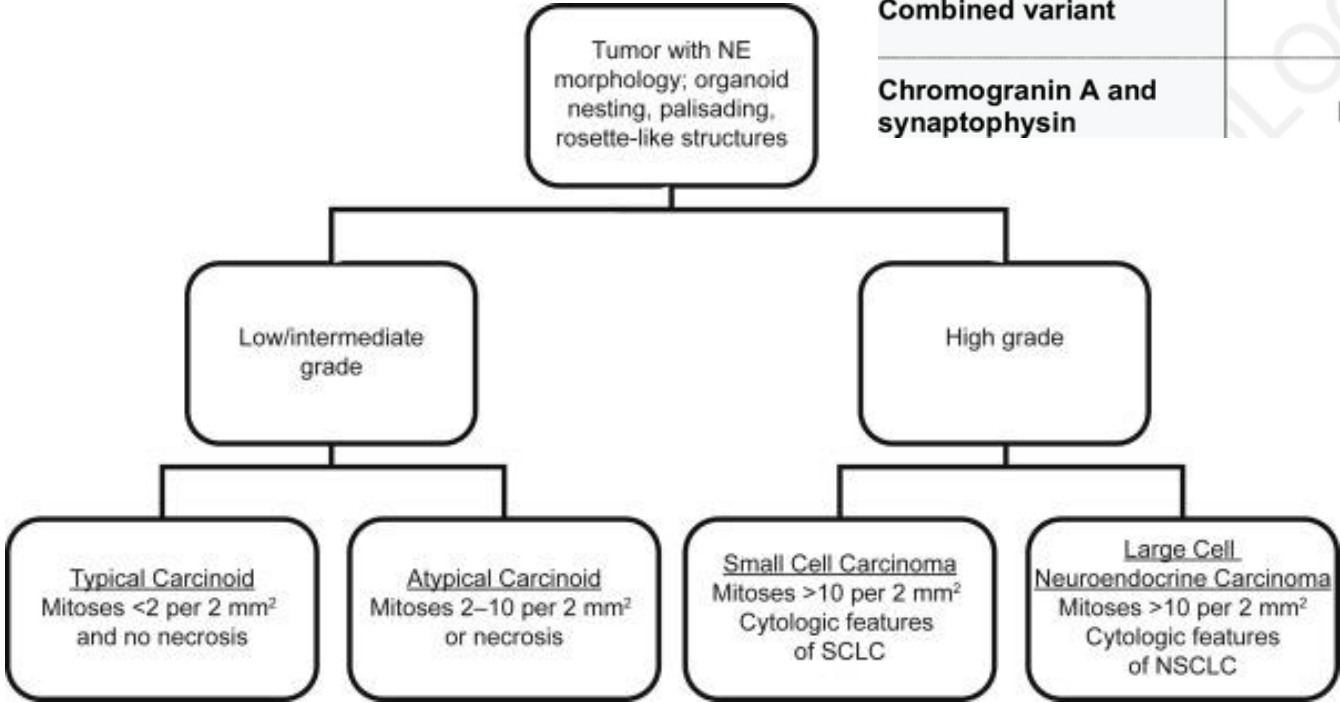 Combined variant
Chromogranin A and
synaptophysin
Tumor with NE
morphology; organoid
nesting, palisading,
rosette-like structures
Low/intermediate
grade
High grade
Typical Carcinoid
Mitoses <2 per 2 mm²
and no necrosis
Atypical Carcinoid
Mitoses 2–10 per 2 mm²
or necrosis
Small Cell Carcinoma
Mitoses >10 per 2 mm²
Cytologic features
of SCLC
Large Cell
Neuroendocrine Carcinoma
Mitoses >10 per 2 mm²
Cytologic features
of NSCLC